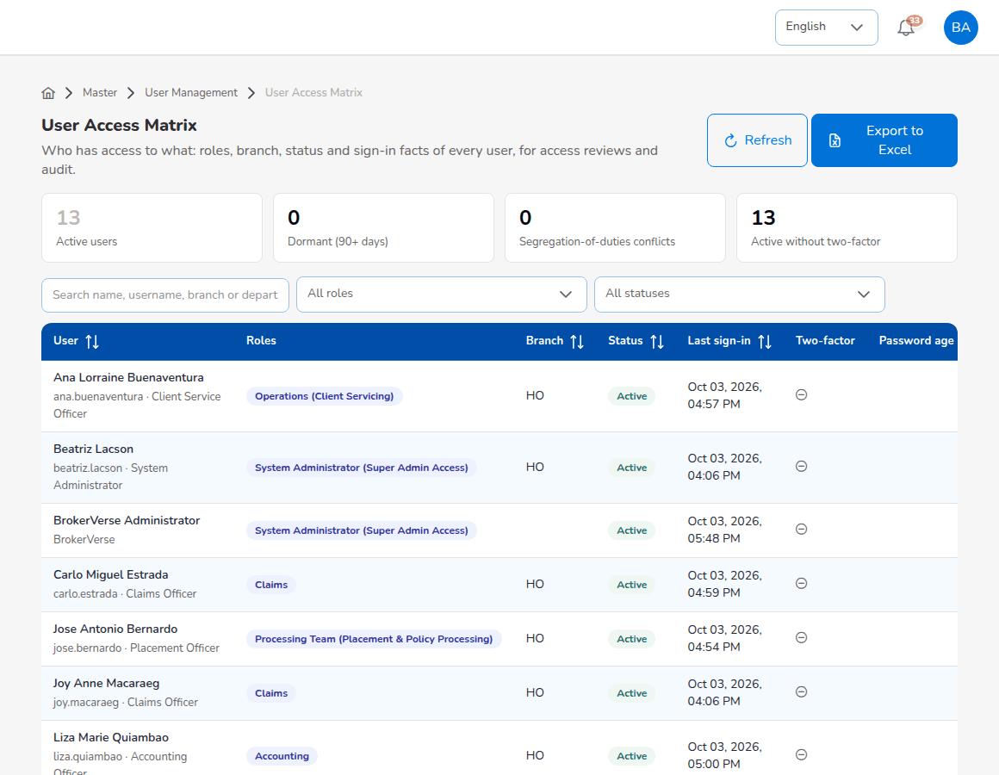 English
33
BA
Master
User Management
User Access Matrix
User Access Matrix
Who has access to what: roles, branch, status and sign-in facts of every user, for access reviews and
audit.
Refresh
Export to
Excel
13
Active users
0
Dormant (90+ days)
0
Segregation-of-duties conflicts
13
Active without two-factor
Search name, username, branch or depart
All roles
All statuses
User
Roles
Branch
Status
Last sign-in
Two-factor
Password age
Ana Lorraine Buenaventura
ana.buenaventura · Client Service
Officer
Operations (Client Servicing)
HO
Active
Oct 03, 2026,
04:57 PM
Beatriz Lacson
beatriz.lacson · System
Administrator
System Administrator (Super Admin Access)
HO
Active
Oct 03, 2026,
04:06 PM
BrokerVerse Administrator
BrokerVerse
System Administrator (Super Admin Access)
Active
Oct 03, 2026,
05:48 PM
Carlo Miguel Estrada
carlo.estrada · Claims Officer
Claims
HO
Active
Oct 03, 2026,
04:59 PM
Jose Antonio Bernardo
jose.bernardo · Placement Officer
Processing Team (Placement & Policy Processing)
HO
Active
Oct 03, 2026,
04:54 PM
Joy Anne Macaraeg
joy.macaraeg · Claims Officer
Claims
HO
Active
Oct 03, 2026,
04:06 PM
Liza Marie Quiambao
liza.quiambao · Accounting
Officer
Accounting
HO
Active
Oct 03, 2026,
05:00 PM